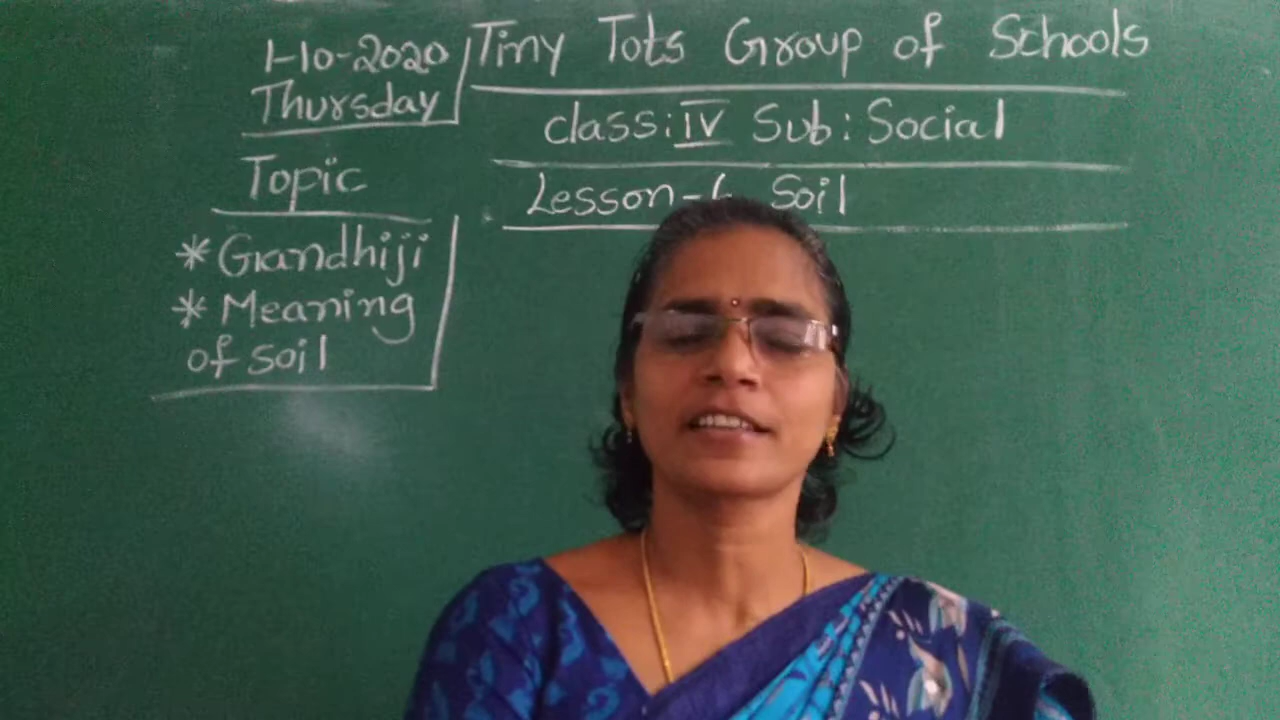 1-10-2020
Thursday
Tiny Tots Group of Schools
class: IV Sub: Social
Lesson- Soil
Topic
* Gandhiji
* Meaning
of soil